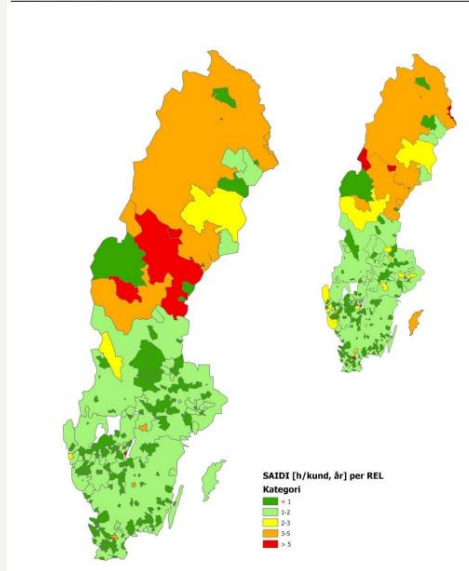 SAIDI [h/kund, år] per REL
Kategori
< 1
1-2
2-3
3-5
> 5